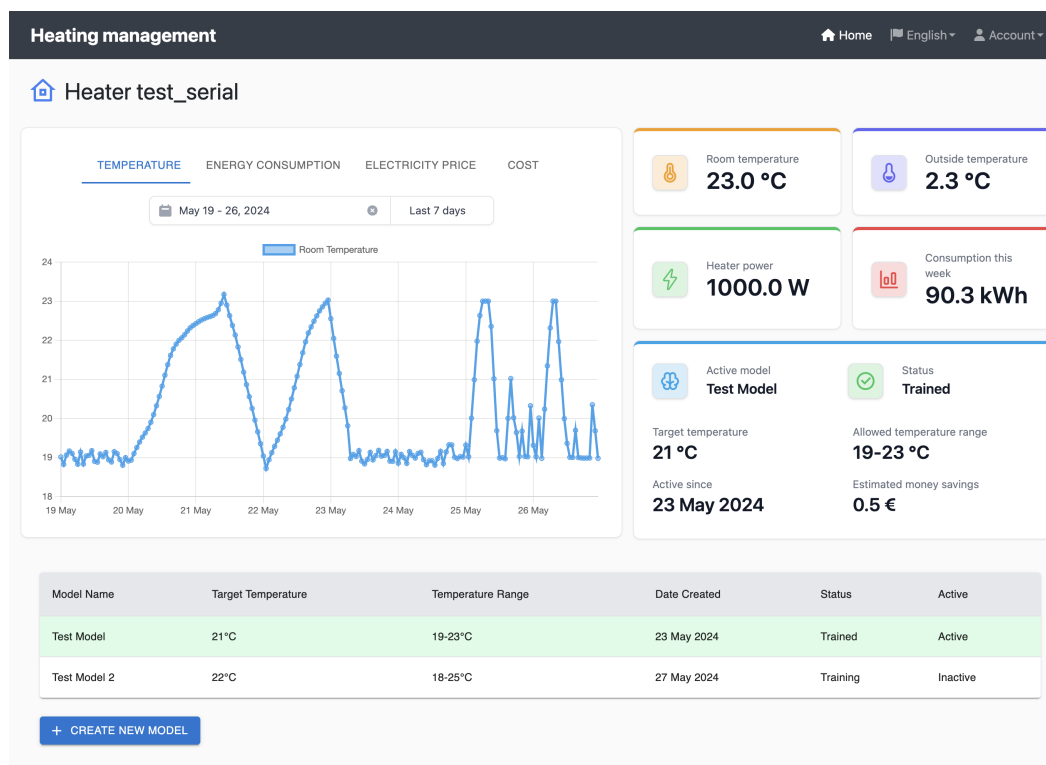 Heating management
Home English Account
Heater test_serial
TEMPERATURE ENERGY CONSUMPTION ELECTRICITY PRICE COST
May 19 - 26, 2024 Last 7 days
Room Temperature
24
23
22
21
20
19
18
19 May 20 May 21 May 22 May 23 May 24 May 25 May 26 May
Room temperature
23.0 °C
Outside temperature
2.3 °C
Heater power
1000.0 W
Consumption this
week
90.3 kWh
Active model
Test Model
Status
Trained
Target temperature
21 °C
Allowed temperature range
19-23 °C
Active since
23 May 2024
Estimated money savings
0.5 €
Model Name Target Temperature Temperature Range Date Created Status Active
Test Model 21°C 19-23°C 23 May 2024 Trained Active
Test Model 2 22°C 18-25°C 27 May 2024 Training Inactive
+ CREATE NEW MODEL